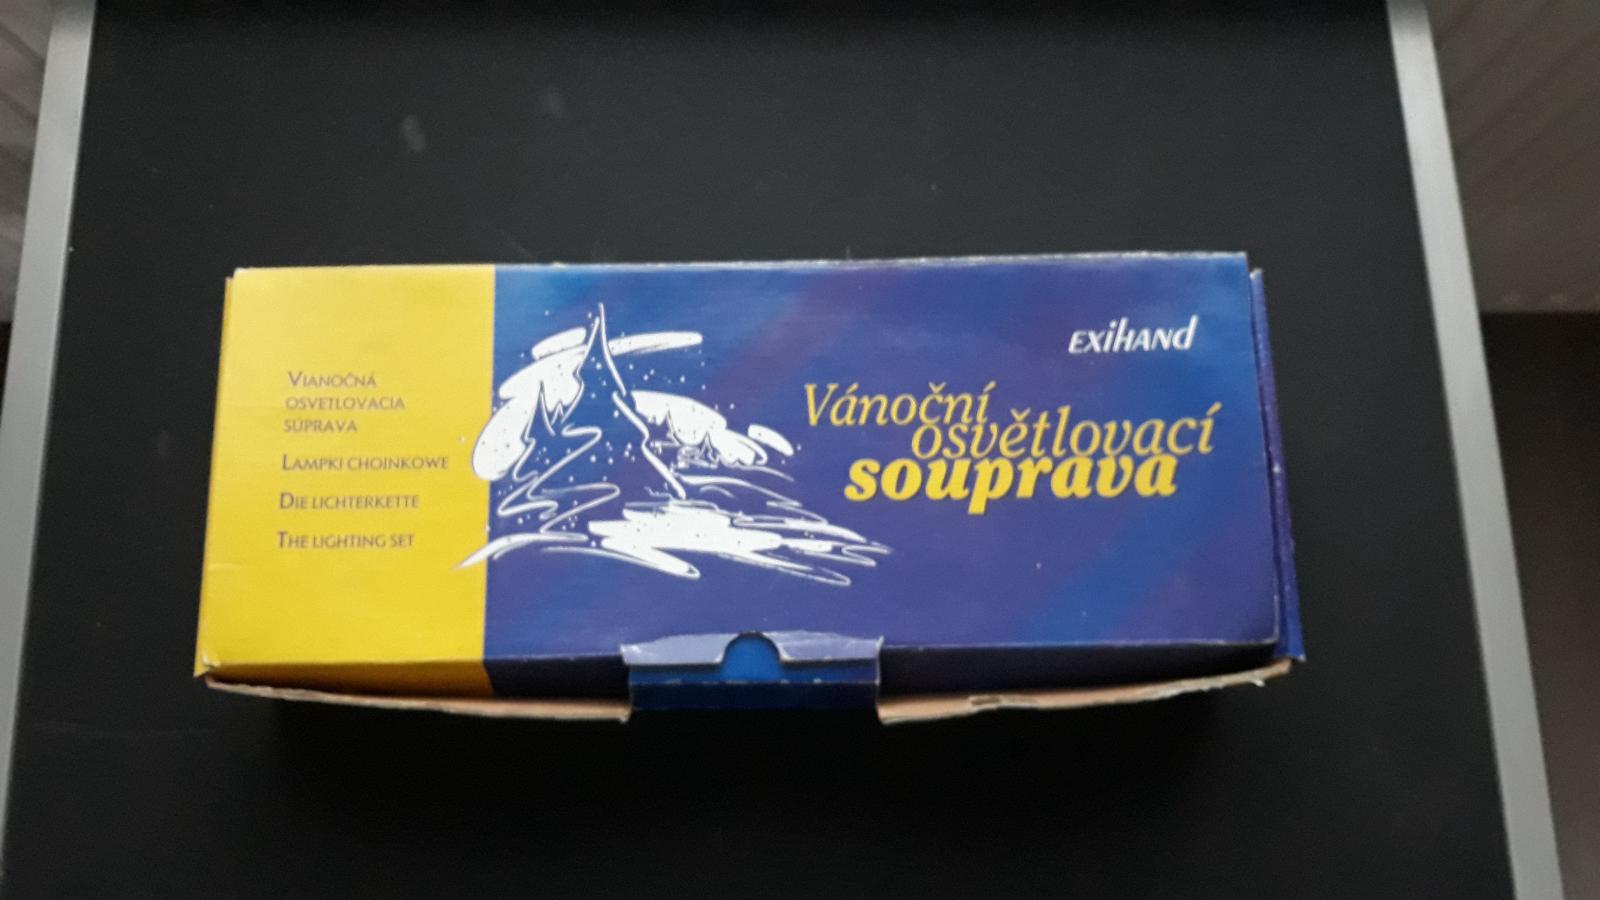 VIANOČNÁ
OSVETLOVACIA
SÚPRAVA
LAMPKI CHOINKOWE
DIE LICHTERKETTE
THE LIGHTING SET
EXIHAND
Vánoční
osvětlovací
souprava